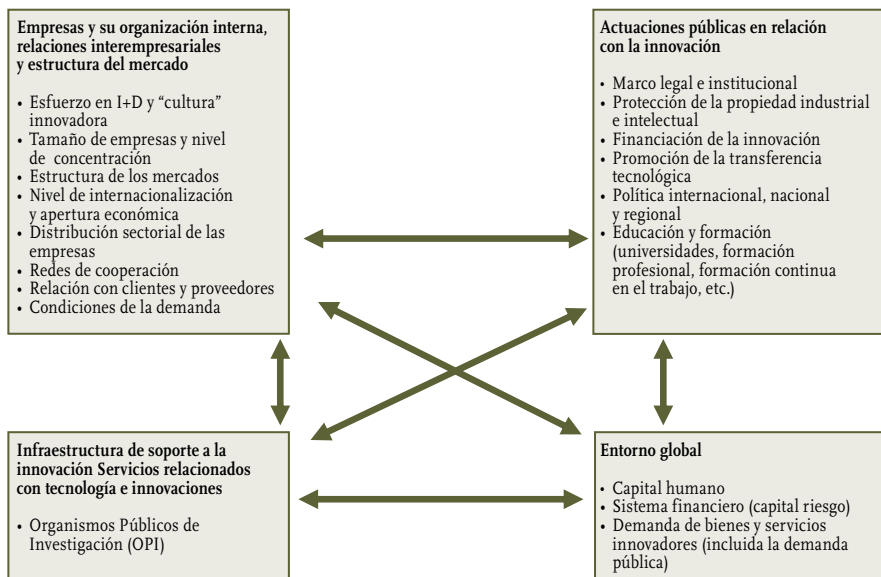 Empresas y su organización interna,
relaciones interempresariales
y estructura del mercado
• Esfuerzo en I+D y “cultura”
innovadora
• Tamaño de empresas y nivel
de concentración
• Estructura de los mercados
• Nivel de internacionalización
y apertura económica
• Distribución sectorial de las
empresas
• Redes de cooperación
• Relación con clientes y proveedores
• Condiciones de la demanda
Actuaciones públicas en relación
con la innovación
• Marco legal e institucional
• Protección de la propiedad industrial
e intelectual
• Financiación de la innovación
• Promoción de la transferencia
tecnológica
• Política internacional, nacional
y regional
• Educación y formación
(universidades, formación
profesional, formación continua
en el trabajo, etc.)
Infraestructura de soporte a la
innovación Servicios relacionados
con tecnología e innovaciones
• Organismos Públicos de
Investigación (OPI)
Entorno global
• Capital humano
• Sistema financiero (capital riesgo)
• Demanda de bienes y servicios
innovadores (incluida la demanda
pública)